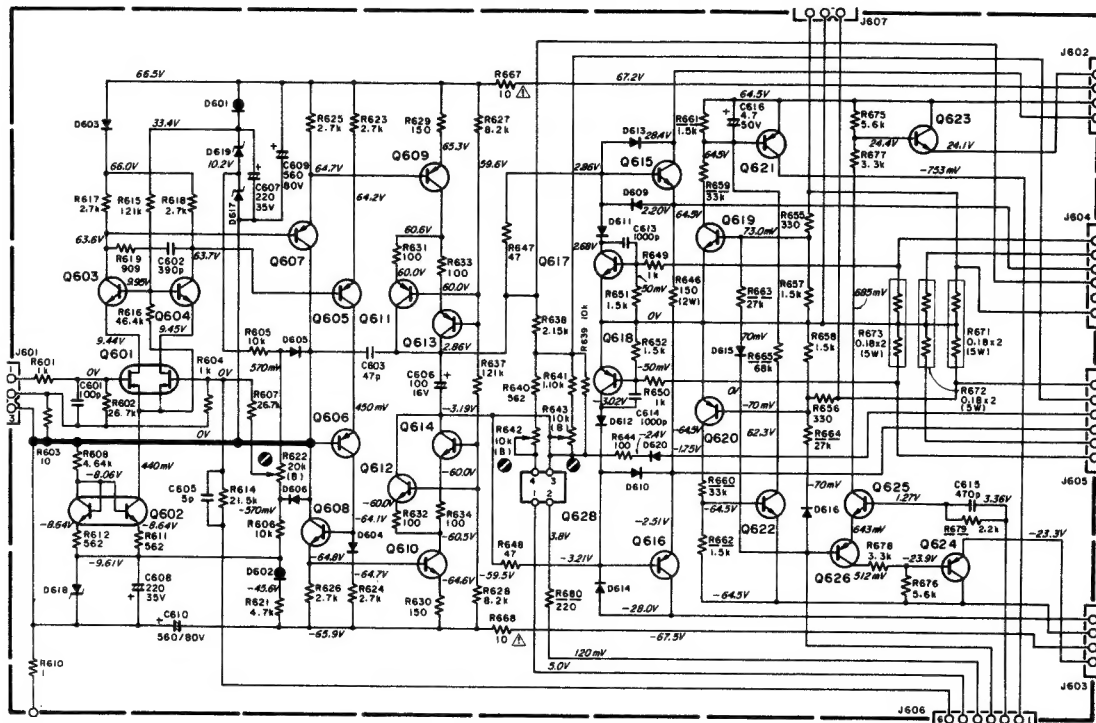 J607
J602
66.5V
R667
10
67.2V
D601
D603
33.4V
D619
10.2V
66.0V
R617
2.7k
R615
121k
R618
2.7k
D617
C607
220
35V
C609
560
80V
R625
2.7k
R623
2.7k
64.7V
64.2V
R629
150
Q609
65.3V
R627
8.2k
59.6V
D613
28.4V
Q615
2.86V
D609
2.20V
D611
C613
1000p
2.68V
Q617
R661
1.5k
64.5V
C616
4.7
50V
64.5V
R659
33k
64.5V
Q621
Q619
73.0mV
R655
330
R675
5.6k
24.4V
R677
3.3k
Q623
24.1V
-753mV
J604
63.6V
R619
909
C602
390p
63.7V
Q603
9.95V
R616
46.4k
Q604
9.45V
9.44V
Q601
Q607
Q605
60.6V
R631
100
60.0V
R633
100
60.0V
Q611
Q613
2.86V
R647
47
R638
2.15k
R649
1k
R651
1.5k
-50mV
0V
R646
150
(2W)
R639 10k
R663
27k
R657
1.5k
685mV
R673
0.18x2
(5W)
R671
0.18x2
(5W)
R672
0.18x2
(5W)
J601
R601
1k
0V
C601
100p
R602
26.7k
R604
1k
0V
0V
R605
10k
570mV
D605
R607
26.7k
C603
47p
C606
100
16V
R637
121k
R640
562
R641
1.10k
R642
10k
(B)
R643
10k
(B)
Q618
R652
1.5k
-50mV
R650
1k
-3.02V
C614
1000p
D612
R644
100
-2.4V
D620
-1.75V
D610
D615
70mV
R665
68k
0V
-70mV
R658
1.5k
R656
330
R664
27k
62.3V
Q620
-64.5V
R660
33k
-64.5V
R662
1.5k
Q622
-64.5V
-70mV
D616
J605
R603
10
R608
4.64k
-8.06V
440mV
C605
5p
R614
21.5k
R622
20k
(B)
D606
-570mV
R606
10k
Q606
450mV
-3.19V
Q614
Q612
-60.0V
-60.0V
R632
100
R634
100
-60.5V
Q602
-8.64V
-8.64V
R612
562
R611
562
-9.61V
D618
C608
220
35V
D602
-45.6V
R621
4.7k
Q608
-64.1V
D604
-64.8V
-64.7V
R626
2.7k
R624
2.7k
Q610
-64.6V
R630
150
-59.5V
R628
8.2k
R648
47
-3.21V
4 3
1 2
Q628
3.8V
R680
220
-2.51V
Q616
D614
-28.0V
Q625
1.27V
C615
470p
3.36V
R679
2.2k
643mV
Q626
R678
3.3k
512mV
-23.9V
R676
5.6k
Q624
-23.3V
C610
560/80V
-65.9V
R668
10
-67.5V
R610
1
5.0V
120mV
J603
J606
6
1